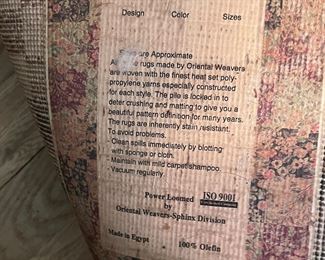 Design Color Sizes
are Approximate
rugs made by Oriental Weavers
are woven with the finest heat set poly-
propylene yarns especially constructed
for each style. The pile is locked in to
deter crushing and matting to give you a
beautiful pattern definition for many years.
The rugs are inherently stain resistant.
To avoid problems.
Clean spills immediately by blotting
with sponge or cloth.
Maintain with mild carpet shampoo.
Vacuum regularly.
Power Loomed ISO 9001
by
Oriental Weavers-Sphinx Division
Made in Egypt 100% Olefin